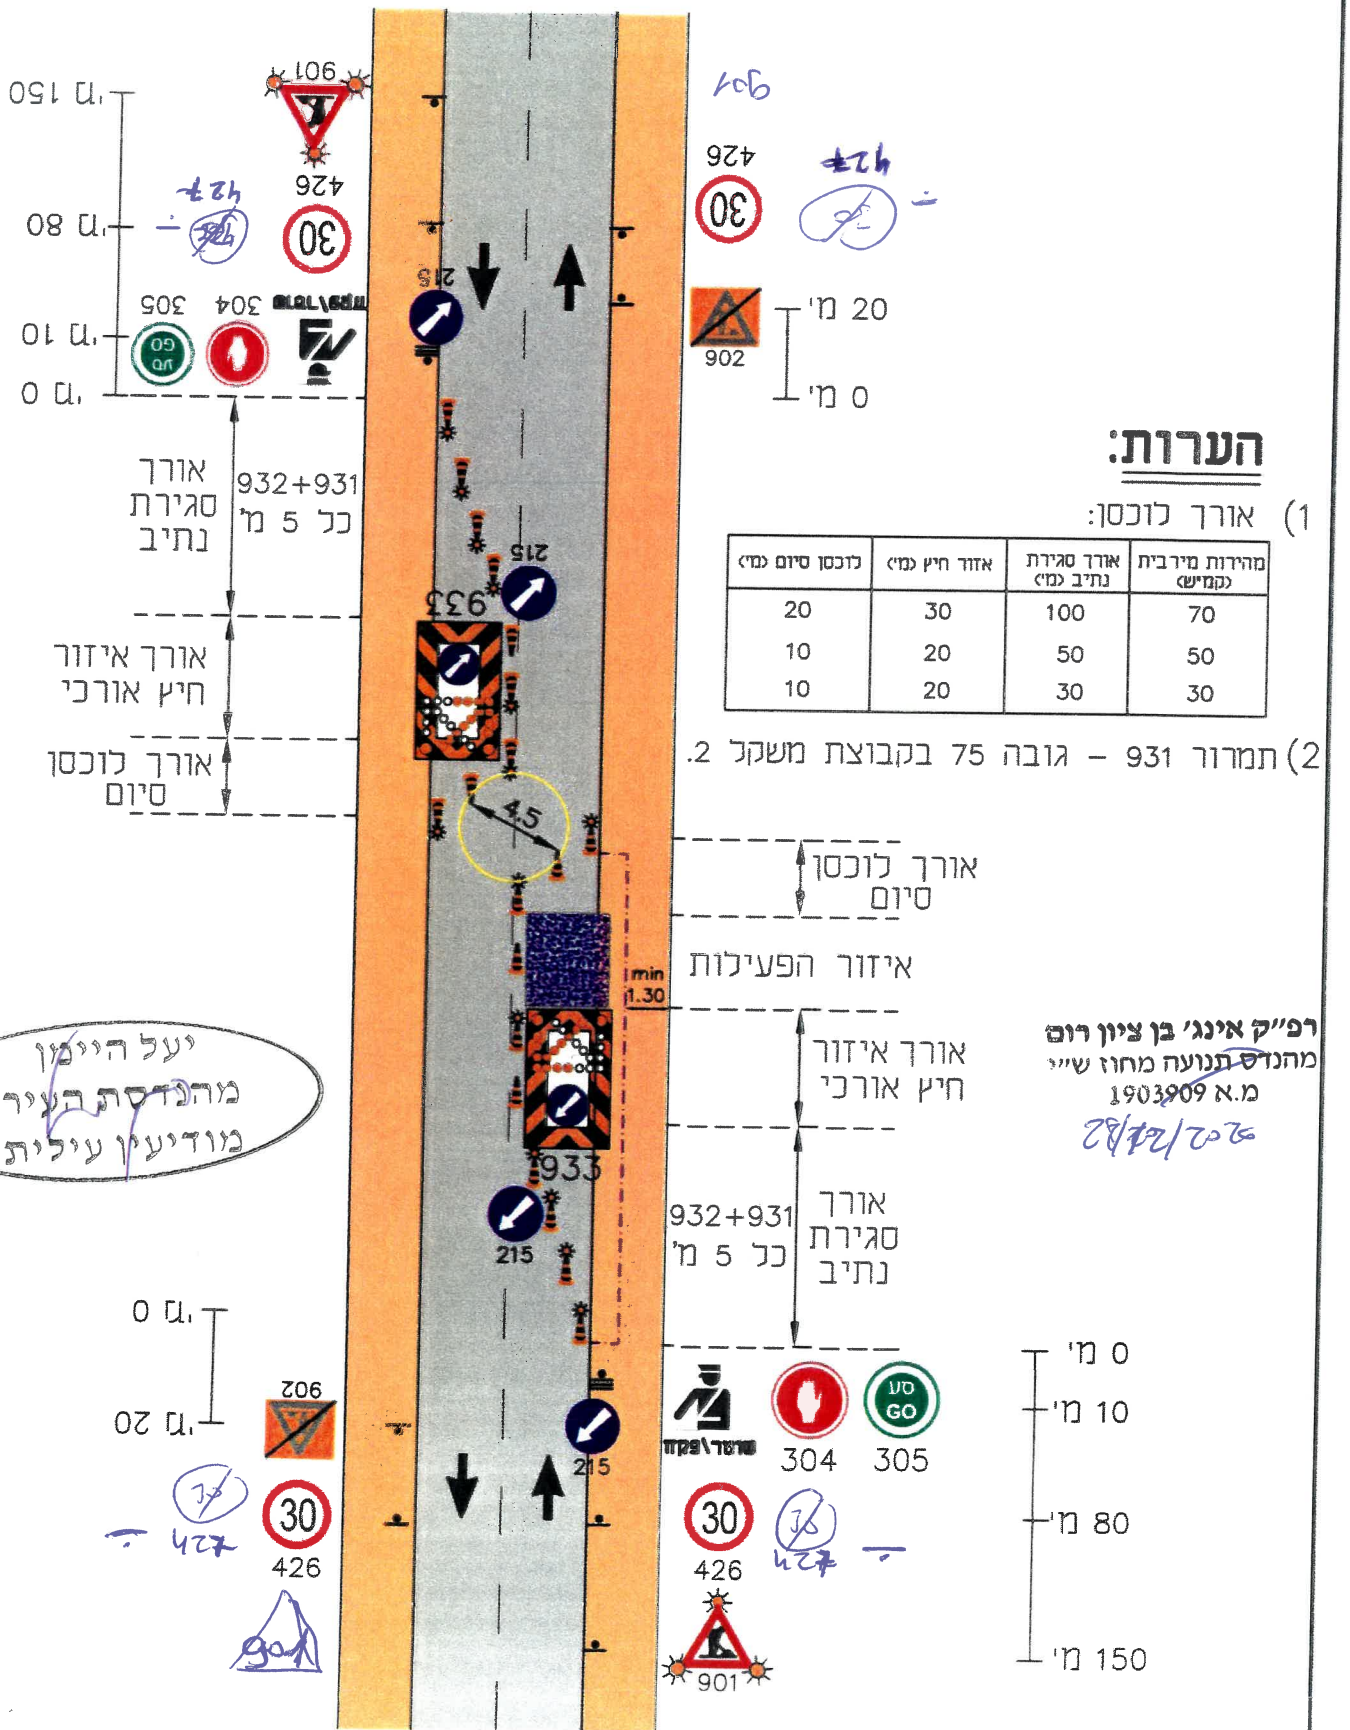 150 מ'
80 מ'
10 מ'
0 מ'
901
426
30
427
305
304
סע
GO
שוטר/פקח
215
901
426
30
427
902
20 מ'
0 מ'
הערות:
1) אורך לוכסן:
מהירות מירבית (קמ"ש) אורך סגירת נתיב (מ') אזור חיץ (מ') לוכסן סיום (מ')
70 100 30 20
50 50 20 10
30 30 20 10
2) תמרור 931 – גובה 75 בקבוצת משקל 2.
אורך סגירת נתיב
932+931
כל 5 מ'
215
933
אורך איזור חיץ אורכי
אורך לוכסן סיום
4.5
אורך לוכסן סיום
איזור הפעילות
min
1.30
אורך איזור חיץ אורכי
933
215
932+931
כל 5 מ'
אורך סגירת נתיב
יעל היימן
מהנדסת העיר
מודיעין עילית
רפ"ק אינג' בן ציון רום
מהנדס תנועה מחוז ש"י
מ.א 1903909
0 מ'
20 מ'
902
30
426
427
901
215
שוטר/פקח
304
305
סע
GO
30
426
427
901
0 מ'
10 מ'
80 מ'
150 מ'